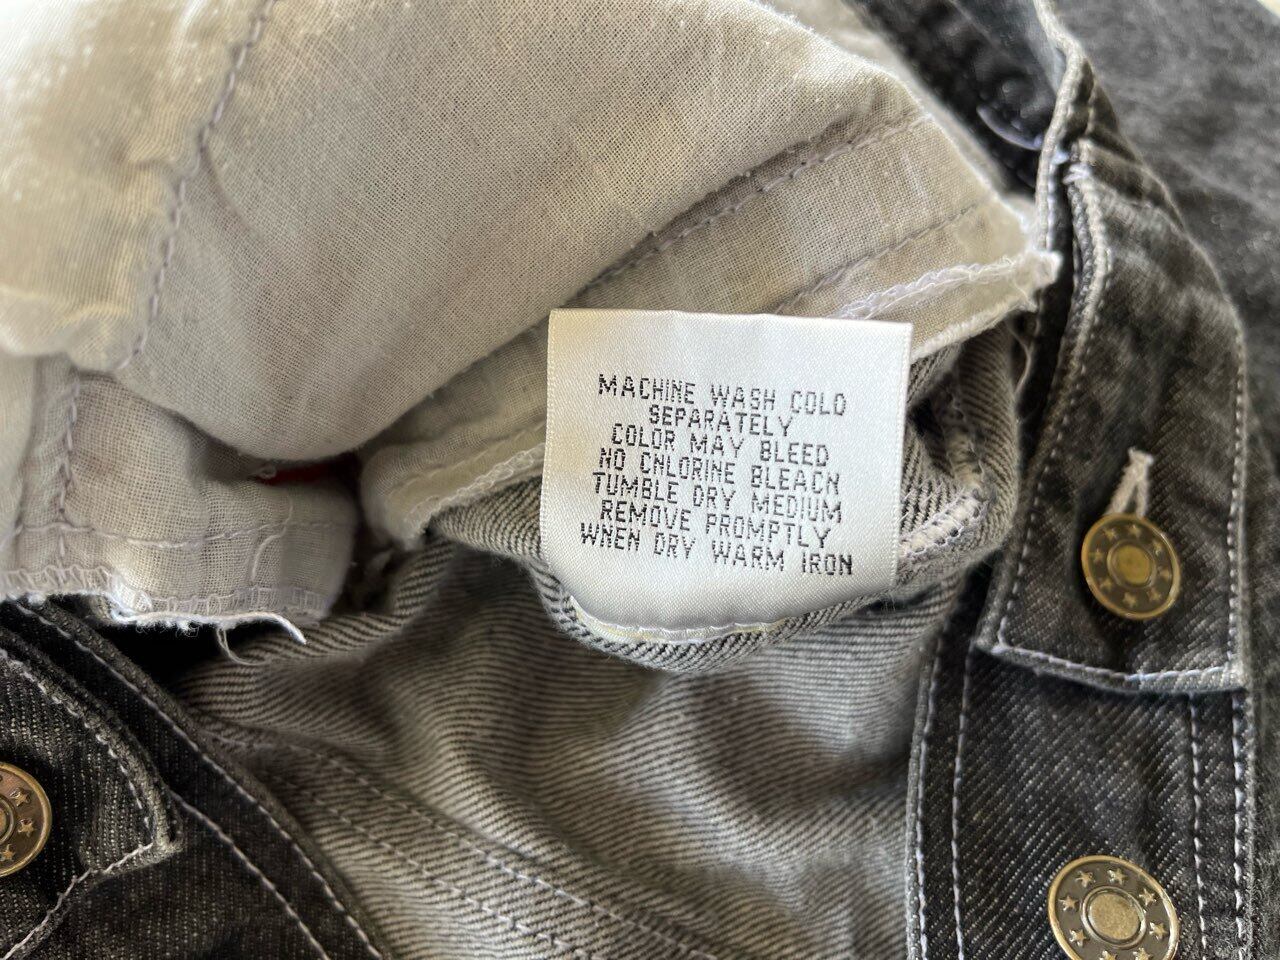 MACHINE WASH COLD
SEPARATELY
COLOR MAY BLEED
NO CHLORINE BLEACH
TUMBLE DRY MEDIUM
REMOVE PROMPTLY
WHEN DRY WARM IRON